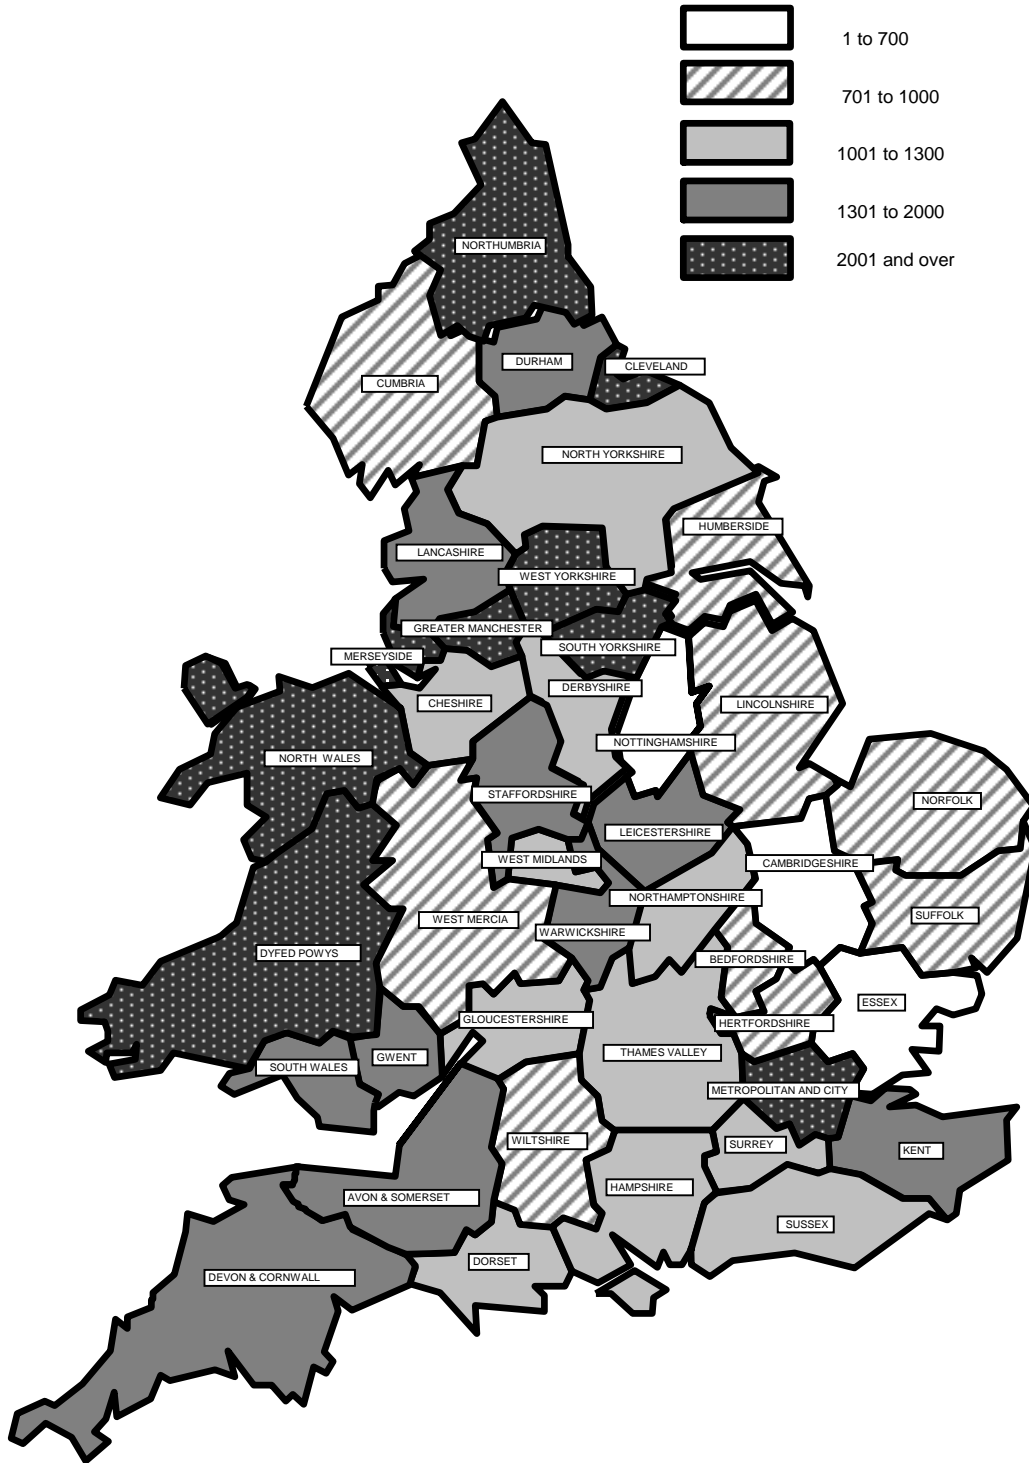 1 to 700
701 to 1000
1001 to 1300
1301 to 2000
2001 and over
NORTHUMBRIA
DURHAM
CLEVELAND
CUMBRIA
NORTH YORKSHIRE
HUMBERSIDE
LANCASHIRE
WEST YORKSHIRE
GREATER MANCHESTER
SOUTH YORKSHIRE
MERSEYSIDE
DERBYSHIRE
CHESHIRE
LINCOLNSHIRE
NOTTINGHAMSHIRE
NORTH WALES
STAFFORDSHIRE
NORFOLK
LEICESTERSHIRE
WEST MIDLANDS
CAMBRIDGESHIRE
NORTHAMPTONSHIRE
WEST MERCIA
SUFFOLK
WARWICKSHIRE
DYFED POWYS
BEDFORDSHIRE
ESSEX
GLOUCESTERSHIRE
HERTFORDSHIRE
THAMES VALLEY
GWENT
SOUTH WALES
METROPOLITAN AND CITY
WILTSHIRE
SURREY
KENT
HAMPSHIRE
AVON & SOMERSET
SUSSEX
DORSET
DEVON & CORNWALL